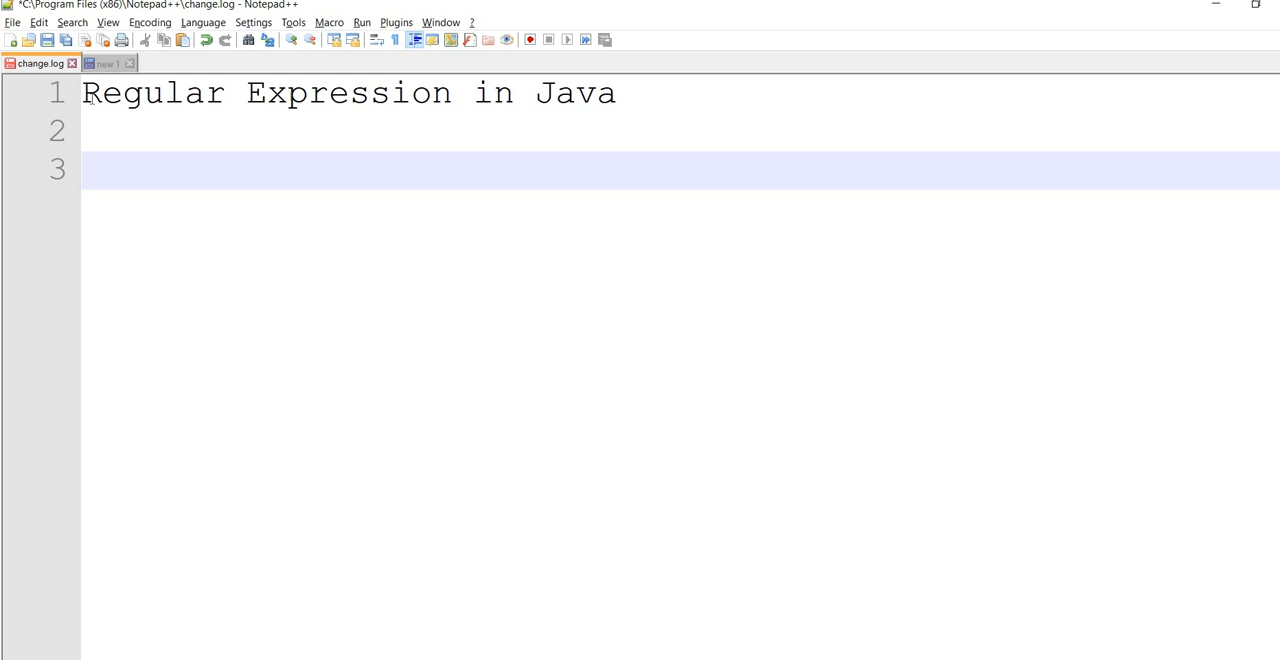 *C:\Program Files (x86)\Notepad++\change.log - Notepad++
File Edit Search View Encoding Language Settings Tools Macro Run Plugins Window ?
change.log new 1
1 Regular Expression in Java
2
3